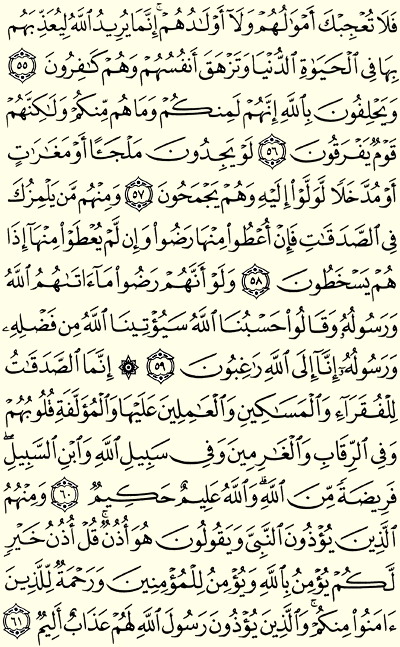 فَلَا تُعْجِبْكَ أَمْوَٰلُهُمْ وَلَآ أَوْلَـٰدُهُمْ ۚ إِنَّمَا يُرِيدُ ٱللَّهُ لِيُعَذِّبَهُم
بِهَا فِى ٱلْحَيَوٰةِ ٱلدُّنْيَا وَتَزْهَقَ أَنفُسُهُمْ وَهُمْ كَـٰفِرُونَ ٥٥
وَيَحْلِفُونَ بِٱللَّهِ إِنَّهُمْ لَمِنكُمْ وَمَا هُم مِّنكُمْ وَلَـٰكِنَّهُمْ
قَوْمٌ يَفْرَقُونَ ٥٦ لَوْ يَجِدُونَ مَلْجَـًٔا أَوْ مَغَـٰرَٰتٍ
أَوْ مُدَّخَلًا لَّوَلَّوْا۟ إِلَيْهِ وَهُمْ يَجْمَحُونَ ٥٧ وَمِنْهُم مَّن يَلْمِزُكَ
فِى ٱلصَّدَقَـٰتِ فَإِنْ أُعْطُوا۟ مِنْهَا رَضُوا۟ وَإِن لَّمْ يُعْطَوْا۟ مِنْهَآ إِذَا
هُمْ يَسْخَطُونَ ٥٨ وَلَوْ أَنَّهُمْ رَضُوا۟ مَآ ءَاتَىٰهُمُ ٱللَّهُ
وَرَسُولُهُۥ وَقَالُوا۟ حَسْبُنَا ٱللَّهُ سَيُؤْتِينَا ٱللَّهُ مِن فَضْلِهِۦ
وَرَسُولُهُۥٓ إِنَّآ إِلَى ٱللَّهِ رَٰغِبُونَ ٥٩ ۞ إِنَّمَا ٱلصَّدَقَـٰتُ
لِلْفُقَرَآءِ وَٱلْمَسَـٰكِينِ وَٱلْعَـٰمِلِينَ عَلَيْهَا وَٱلْمُؤَلَّفَةِ قُلُوبُهُمْ
وَفِى ٱلرِّقَابِ وَٱلْغَـٰرِمِينَ وَفِى سَبِيلِ ٱللَّهِ وَٱبْنِ ٱلسَّبِيلِ ۖ
فَرِيضَةً مِّنَ ٱللَّهِ ۗ وَٱللَّهُ عَلِيمٌ حَكِيمٌ ٦٠ وَمِنْهُمُ
ٱلَّذِينَ يُؤْذُونَ ٱلنَّبِىَّ وَيَقُولُونَ هُوَ أُذُنٌ ۚ قُلْ أُذُنُ خَيْرٍ
لَّكُمْ يُؤْمِنُ بِٱللَّهِ وَيُؤْمِنُ لِلْمُؤْمِنِينَ وَرَحْمَةٌ لِّلَّذِينَ
ءَامَنُوا۟ مِنكُمْ ۚ وَٱلَّذِينَ يُؤْذُونَ رَسُولَ ٱللَّهِ لَهُمْ عَذَابٌ أَلِيمٌ ٦١